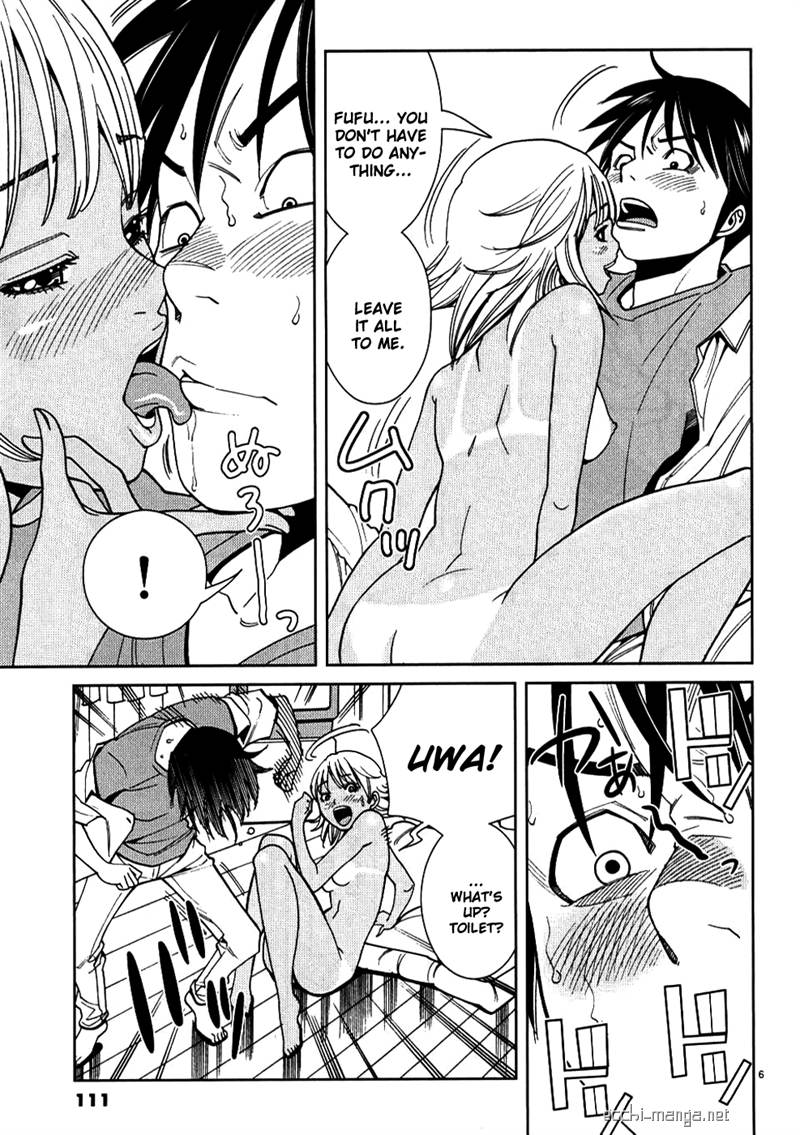 FUFU... YOU
DON'T HAVE
TO DO ANY-
THING...
LEAVE
IT ALL
TO ME.
ムクッ
ぬろーっ
!
UWA!
...
WHAT'S
UP?
TOILET?
6
111
ecchi-manga.net